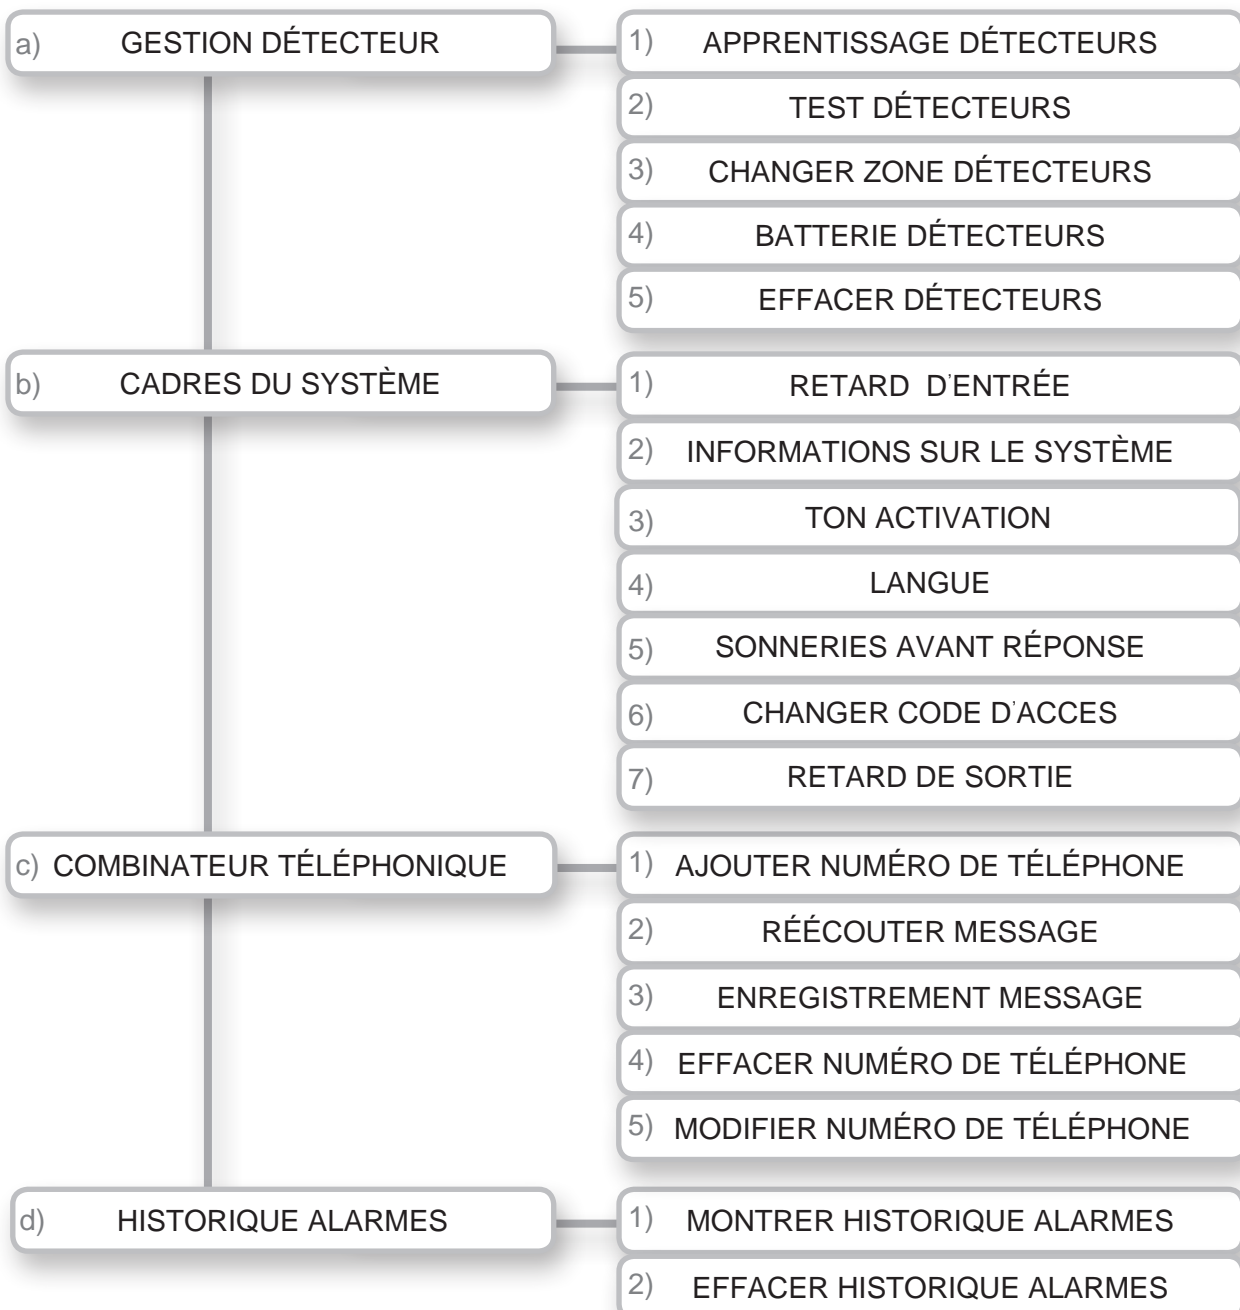 a) GESTION DÉTECTEUR
1) APPRENTISSAGE DÉTECTEURS
2) TEST DÉTECTEURS
3) CHANGER ZONE DÉTECTEURS
4) BATTERIE DÉTECTEURS
5) EFFACER DÉTECTEURS
b) CADRES DU SYSTÈME
1) RETARD D'ENTRÉE
2) INFORMATIONS SUR LE SYSTÈME
3) TON ACTIVATION
4) LANGUE
5) SONNERIES AVANT RÉPONSE
6) CHANGER CODE D'ACCES
7) RETARD DE SORTIE
c) COMBINATEUR TÉLÉPHONIQUE
1) AJOUTER NUMÉRO DE TÉLÉPHONE
2) RÉÉCOUTER MESSAGE
3) ENREGISTREMENT MESSAGE
4) EFFACER NUMÉRO DE TÉLÉPHONE
5) MODIFIER NUMÉRO DE TÉLÉPHONE
d) HISTORIQUE ALARMES
1) MONTRER HISTORIQUE ALARMES
2) EFFACER HISTORIQUE ALARMES